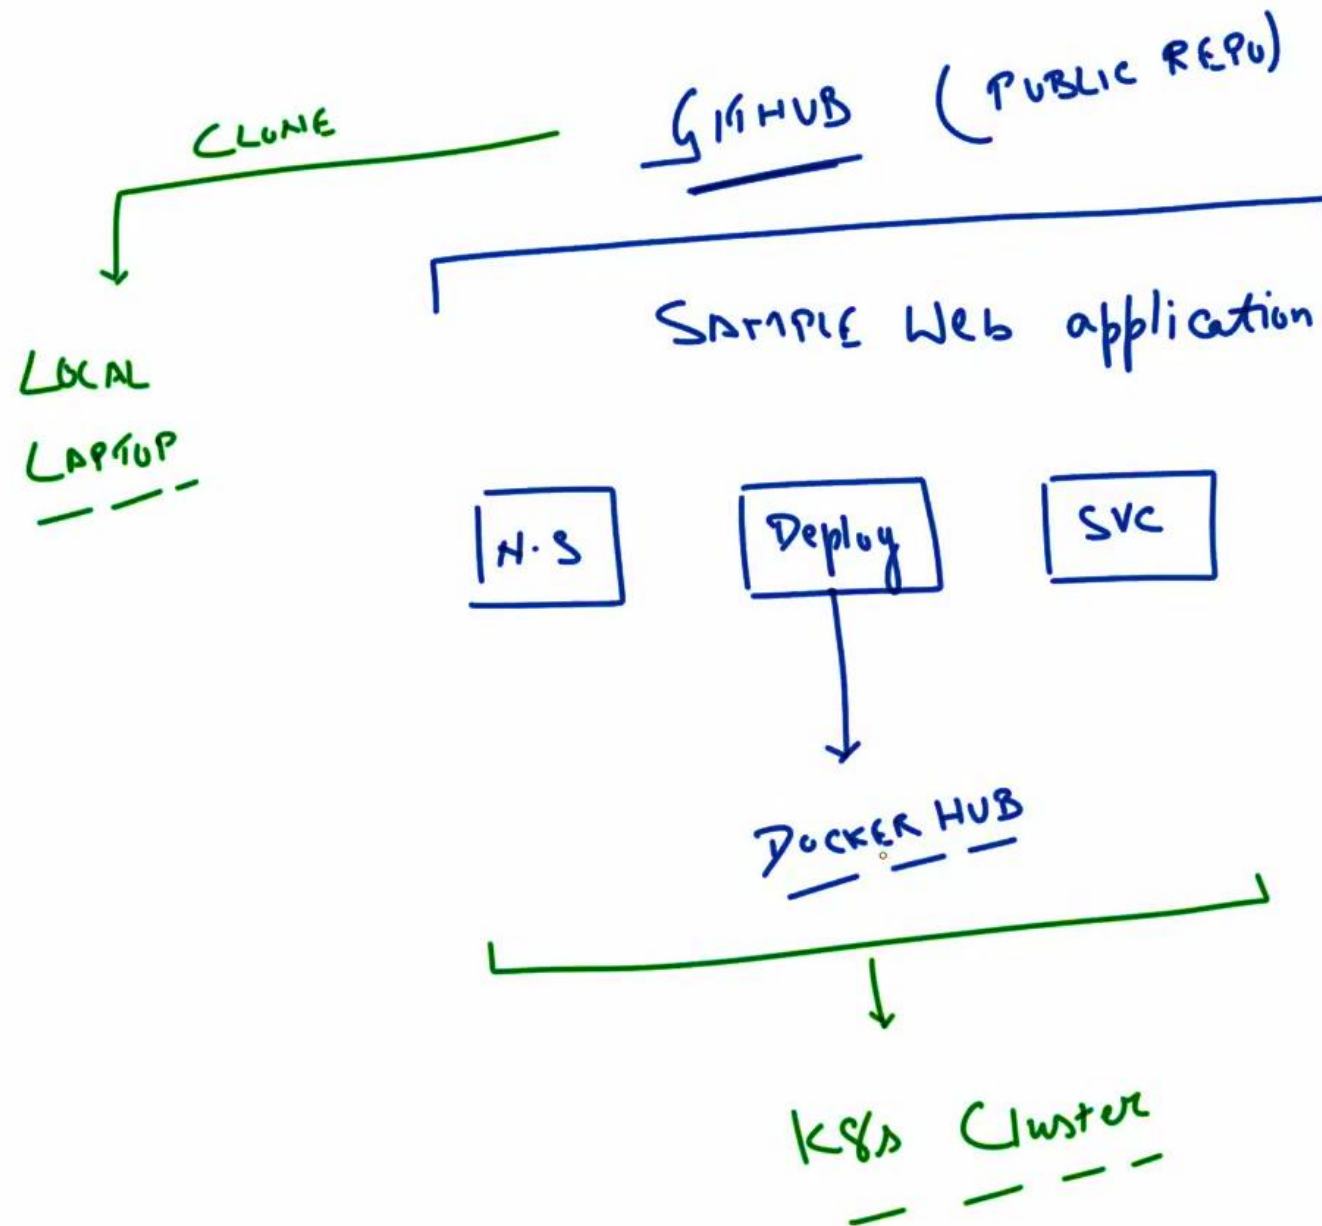 CLONE
GITHUB (PUBLIC REPO)
SAMPLE Web application
LOCAL
LAPTOP
N.S
Deploy
SVC
DOCKER HUB
K8s Cluster